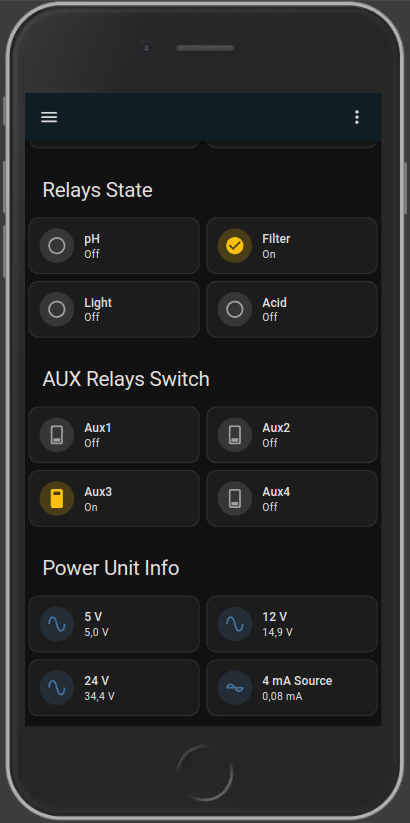 Relays State
pH
Off
Filter
On
Light
Off
Acid
Off
AUX Relays Switch
Aux1
Off
Aux2
Off
Aux3
On
Aux4
Off
Power Unit Info
5 V
5,0 V
12 V
14,9 V
24 V
34,4 V
4 mA Source
0,08 mA